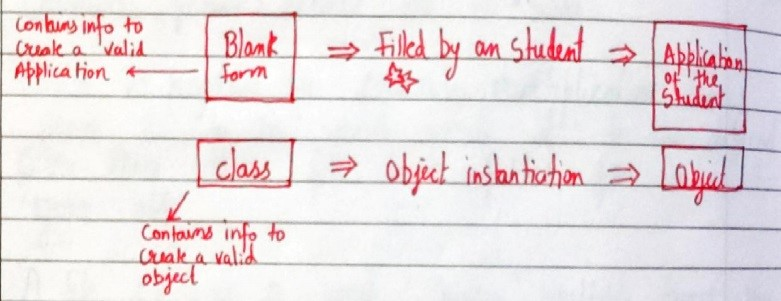 Contains info to
Create a valid
Application
Blank
form
⇒ Filled by an student ⇒
Application
of the
Student
Class ⇒ Object instantiation ⇒ Object
Contains info to
Create a valid
object